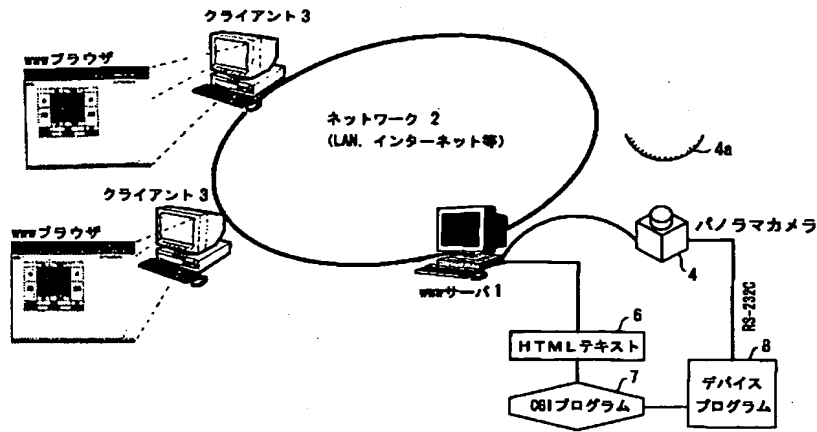 クライアント3
wwwブラウザ
ネットワーク 2
(LAN. インターネット等)
4a
クライアント3
wwwブラウザ
パノラマカメラ
4
wwwサーバ1
RS-232C
6
HTMLテキスト
7
CGIプログラム
8
デバイス
プログラム